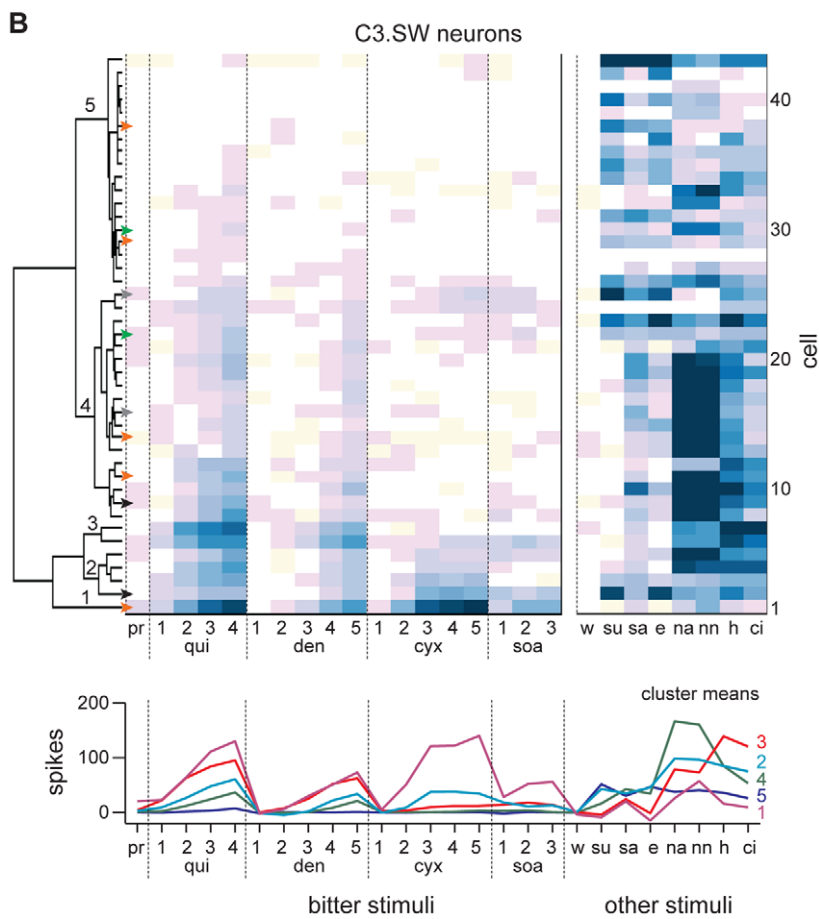 B
C3.SW neurons
5
4
3
2
1
40
30
20
10
1
cell
pr 1 2 3 4 1 2 3 4 5 1 2 3 4 5 1 2 3 w su sa e na nn h ci
qui den cyx soa
cluster means
200
100
0
spikes
3
2
4
5
1
pr 1 2 3 4 1 2 3 4 5 1 2 3 4 5 1 2 3 w su sa e na nn h ci
qui den cyx soa
bitter stimuli other stimuli